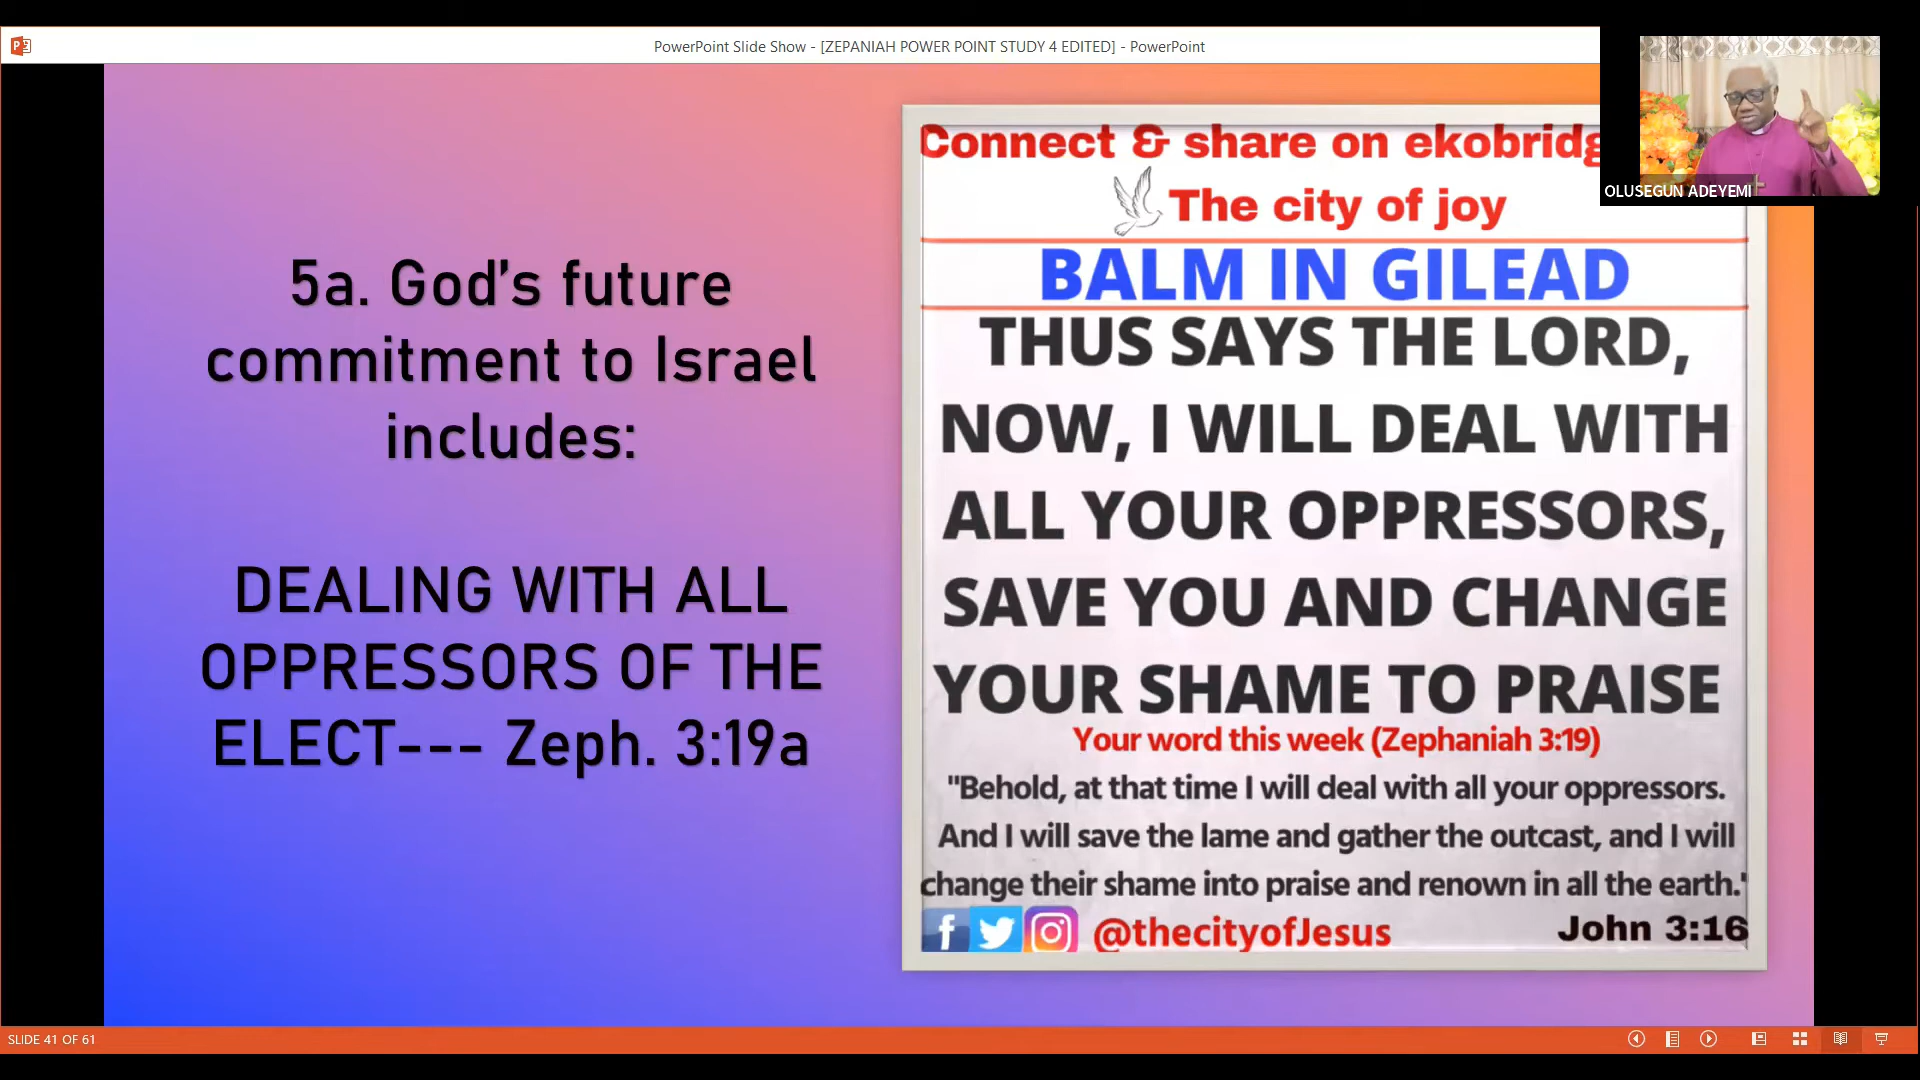 PowerPoint Slide Show - [ZEPANIAH POWER POINT STUDY 4 EDITED] - PowerPoint
OLUSEGUN ADEYEMI
5a. God's future
commitment to Israel
includes:
DEALING WITH ALL
OPPRESSORS OF THE
ELECT--- Zeph. 3:19a
Connect & share on ekobridg
The city of joy
BALM IN GILEAD
THUS SAYS THE LORD,
NOW, I WILL DEAL WITH
ALL YOUR OPPRESSORS,
SAVE YOU AND CHANGE
YOUR SHAME TO PRAISE
Your word this week (Zephaniah 3:19)
"Behold, at that time I will deal with all your oppressors.
And I will save the lame and gather the outcast, and I will
change their shame into praise and renown in all the earth."
@thecityofJesus
John 3:16
SLIDE 41 OF 61